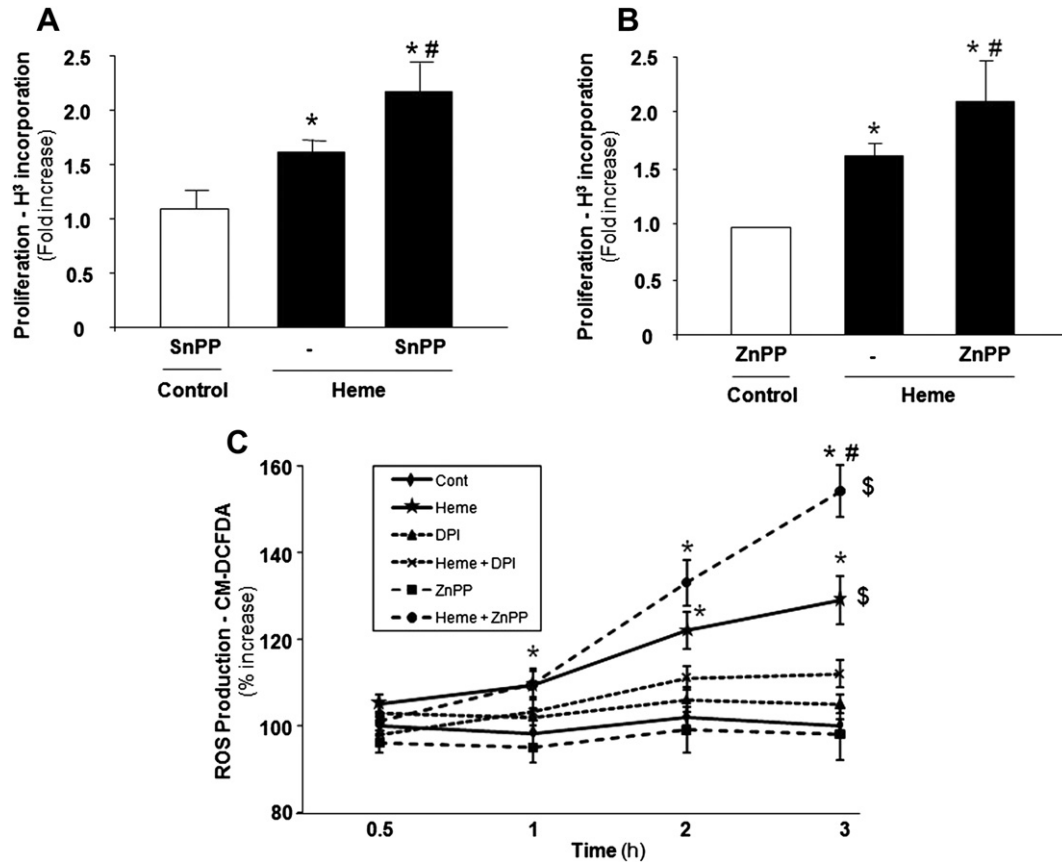 A
Proliferation - H³ incorporation
(Fold increase)
2.5
2.0
1.5
1.0
0.5
0
*
* #
SnPP
-
SnPP
Control
Heme
B
Proliferation - H³ incorporation
(Fold increase)
2.5
2.0
1.5
1.0
0.5
0
*
* #
ZnPP
-
ZnPP
Control
Heme
C
ROS Production - CM-DCFDA
(% increase)
160
140
120
100
80
Cont
Heme
DPI
Heme + DPI
ZnPP
Heme + ZnPP
*
*
*
* #
$
*
$
0.5
1
2
3
Time (h)